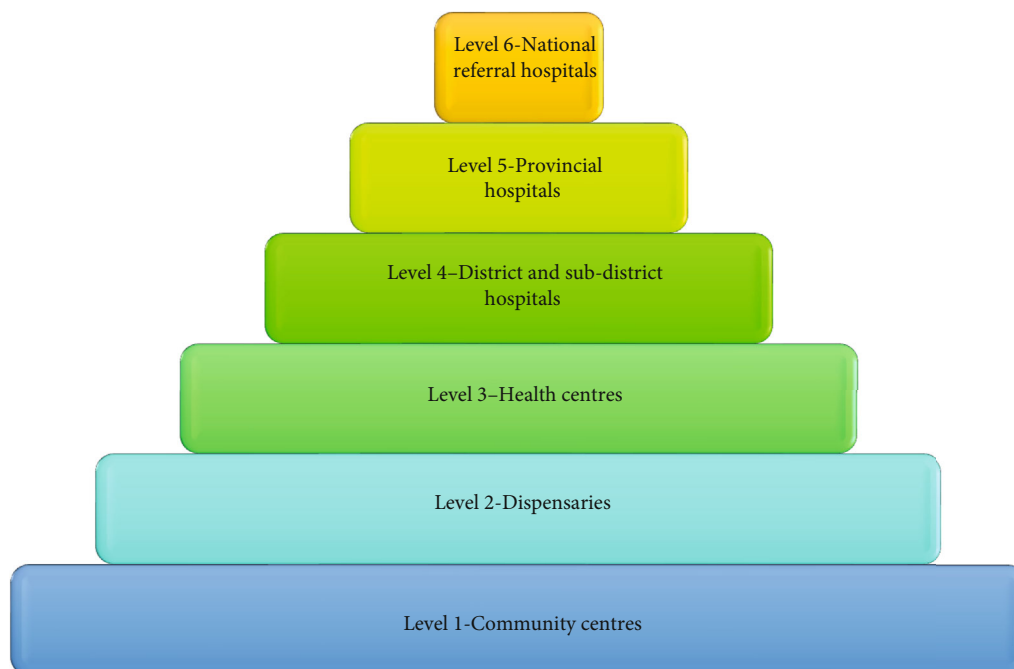 Level 6-National
referral hospitals
Level 5-Provincial
hospitals
Level 4–District and sub-district
hospitals
Level 3–Health centres
Level 2-Dispensaries
Level 1-Community centres